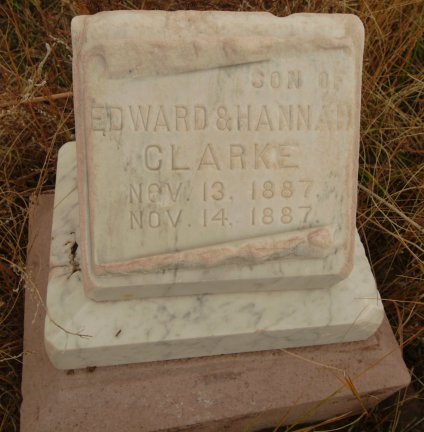 SON OF
EDWARD & HANNAH
CLARKE
NOV. 13, 1887.
NOV. 14, 1887.